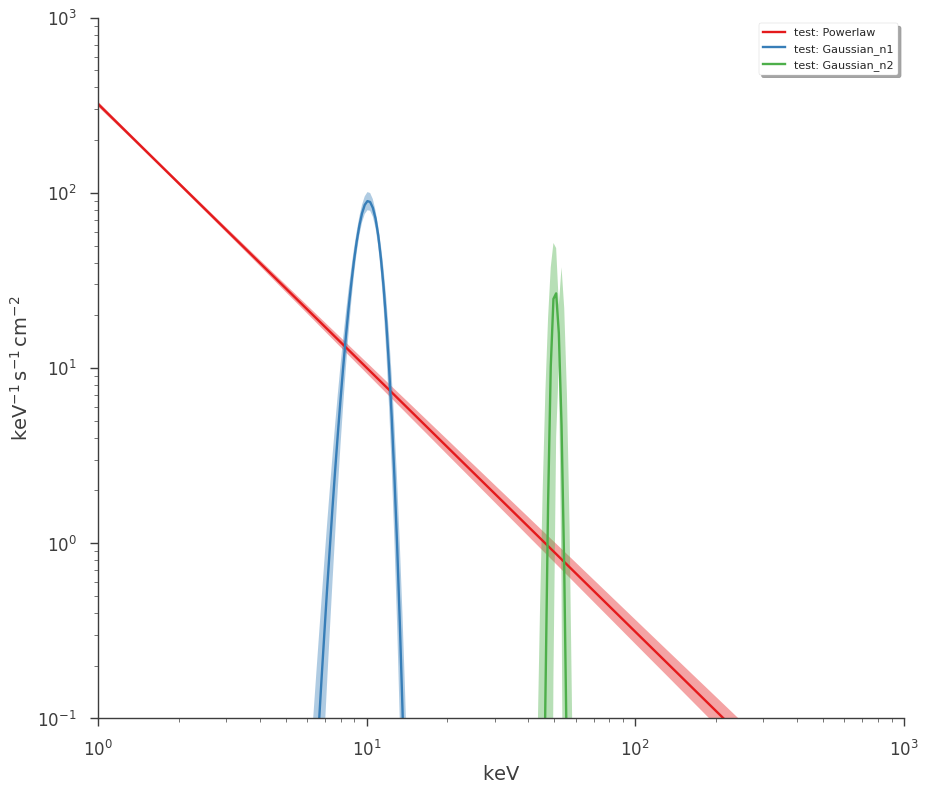 10³
10²
10¹
10⁰
10⁻¹
keV⁻¹ s⁻¹ cm⁻²
test: Powerlaw
test: Gaussian_n1
test: Gaussian_n2
10⁰ 10¹ 10² 10³
keV